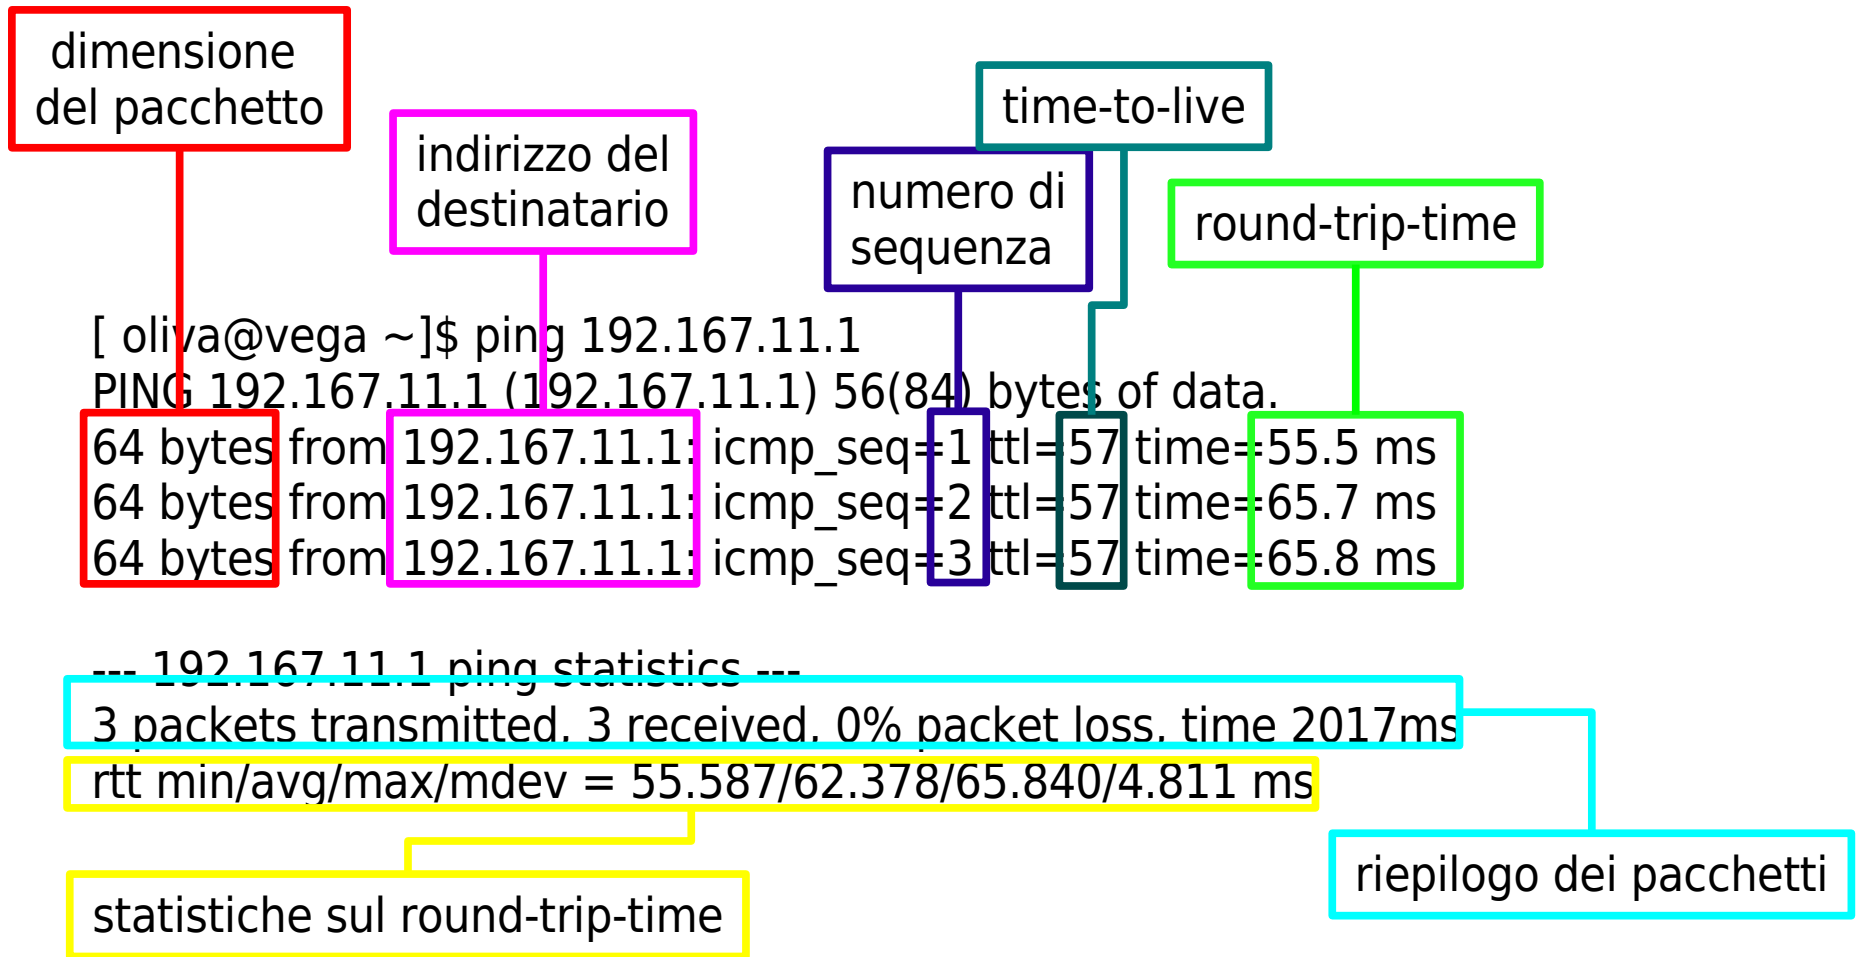 dimensione
del pacchetto
indirizzo del
destinatario
time-to-live
numero di
sequenza
round-trip-time
[ oliva@vega ~]$ ping 192.167.11.1
PING 192.167.11.1 (192.167.11.1) 56(84) bytes of data.
64 bytes from 192.167.11.1: icmp_seq=1 ttl=57 time=55.5 ms
64 bytes from 192.167.11.1: icmp_seq=2 ttl=57 time=65.7 ms
64 bytes from 192.167.11.1: icmp_seq=3 ttl=57 time=65.8 ms
--- 192.167.11.1 ping statistics ---
3 packets transmitted, 3 received, 0% packet loss, time 2017ms
rtt min/avg/max/mdev = 55.587/62.378/65.840/4.811 ms
riepilogo dei pacchetti
statistiche sul round-trip-time